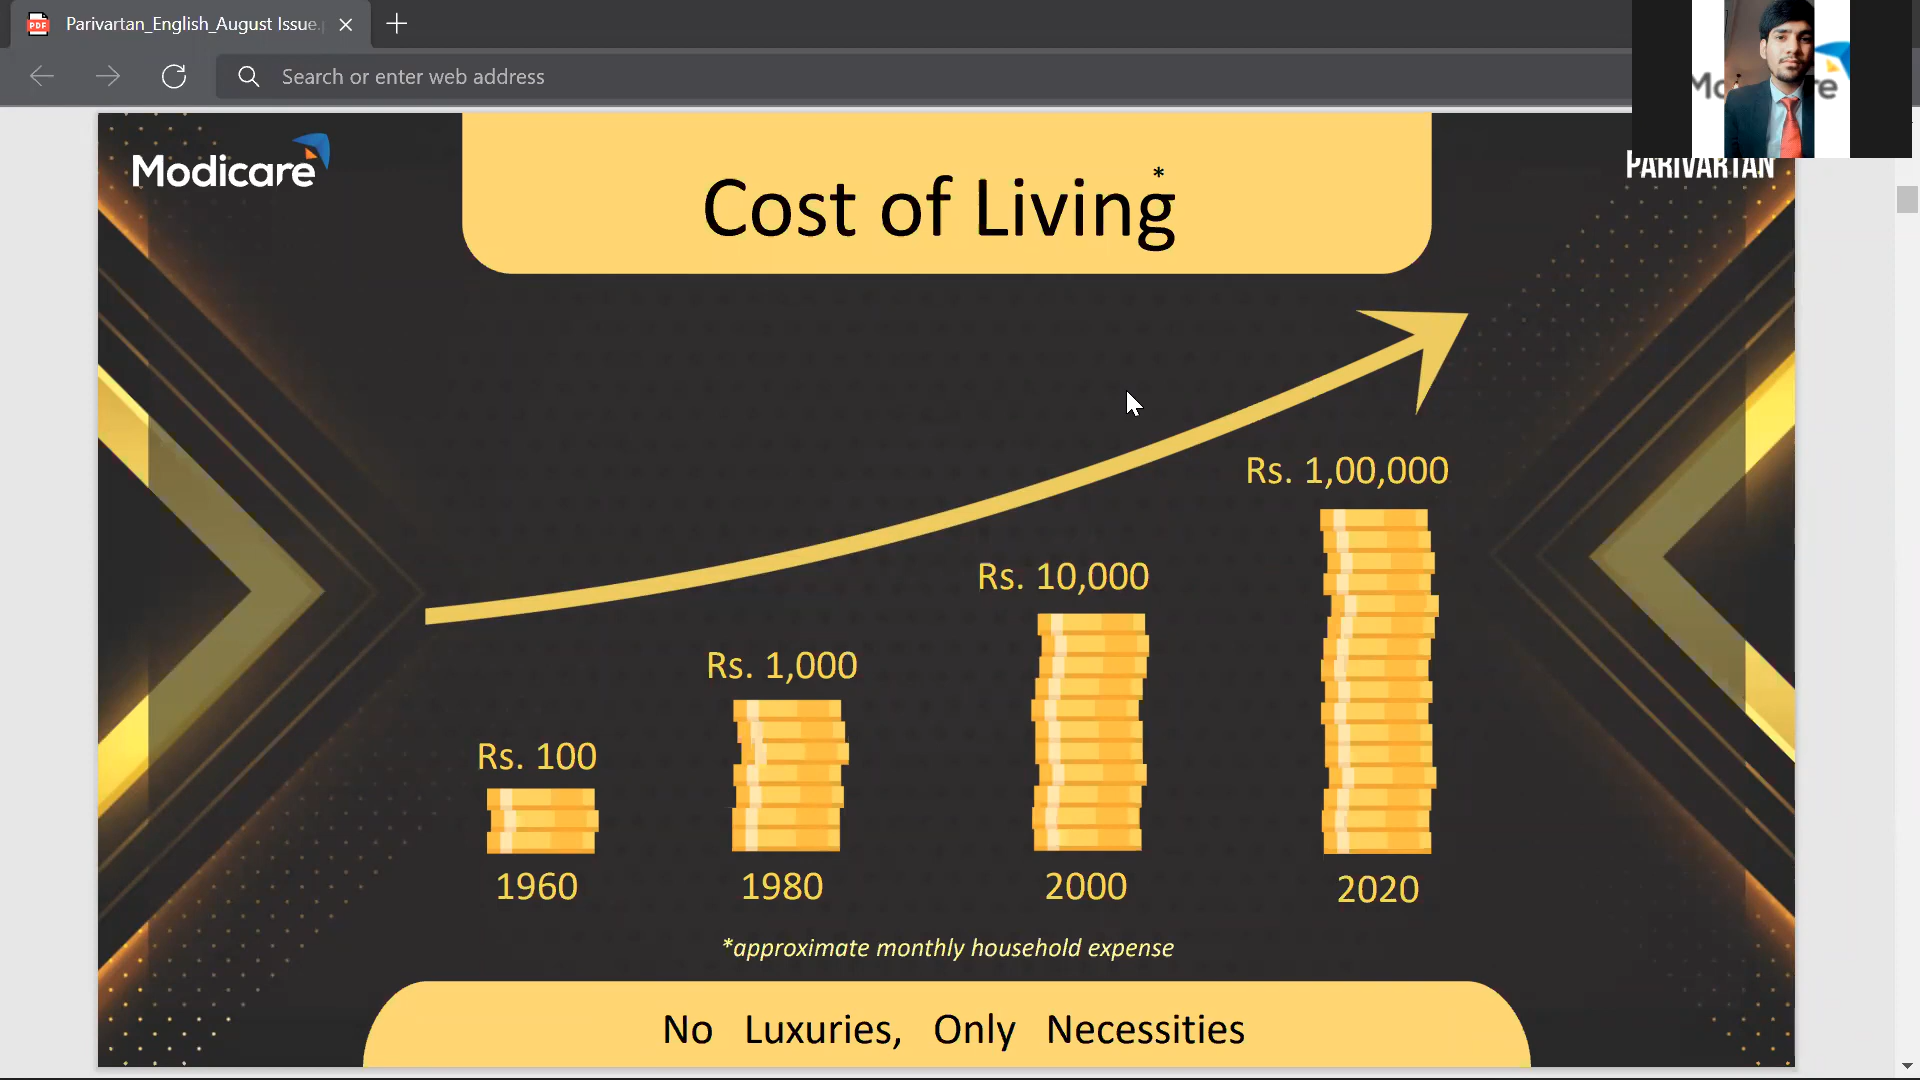 Parivartan_English_August Issue.
Search or enter web address
Modicare
PARIVARTAN
Cost of Living*
Rs. 1,00,000
Rs. 10,000
Rs. 1,000
Rs. 100
1960
1980
2000
2020
*approximate monthly household expense
No Luxuries, Only Necessities